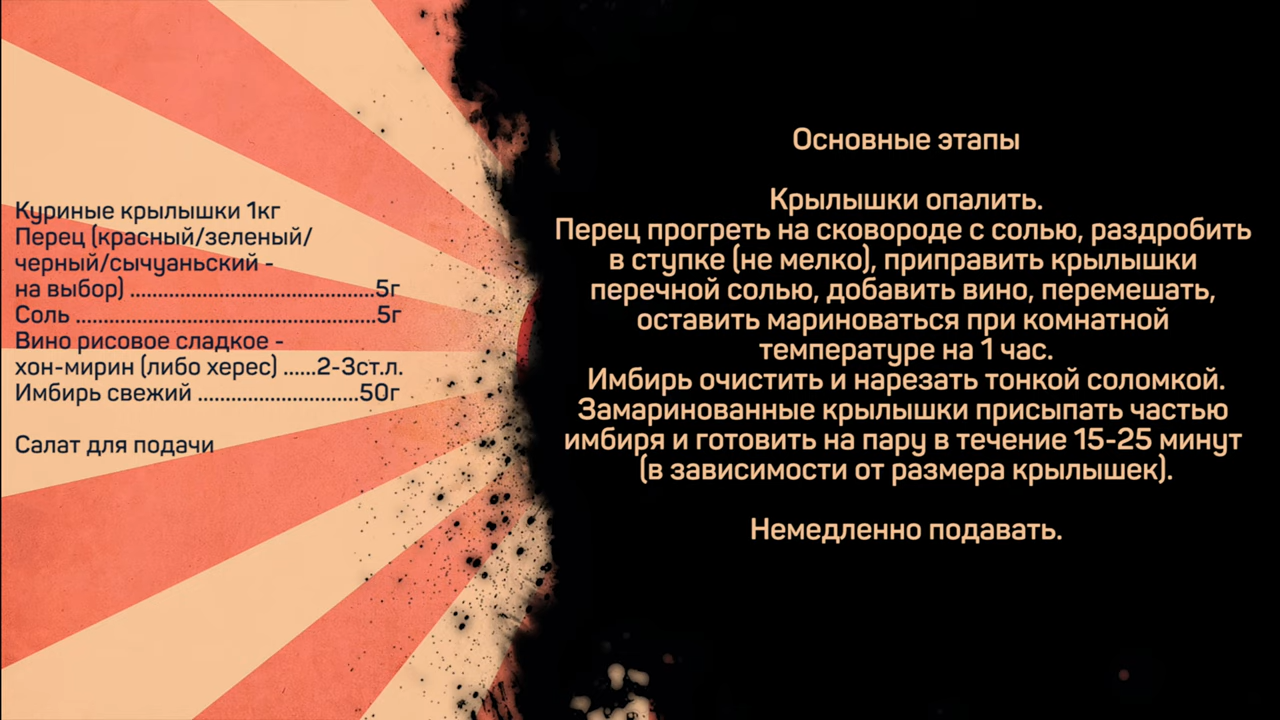 Куриные крылышки 1кг
Перец (красный/зеленый/
черный/сычуаньский -
на выбор) .......................................5г
Соль ................................................5г
Вино рисовое сладкое -
хон-мирин (либо херес) ......2-3ст.л.
Имбирь свежий ..........................50г
Салат для подачи
Основные этапы
Крылышки опалить.
Перец прогреть на сковороде с солью, раздробить
в ступке (не мелко), приправить крылышки
перечной солью, добавить вино, перемешать,
оставить мариноваться при комнатной
температуре на 1 час.
Имбирь очистить и нарезать тонкой соломкой.
Замаринованные крылышки присыпать частью
имбиря и готовить на пару в течение 15-25 минут
(в зависимости от размера крылышек).
Немедленно подавать.